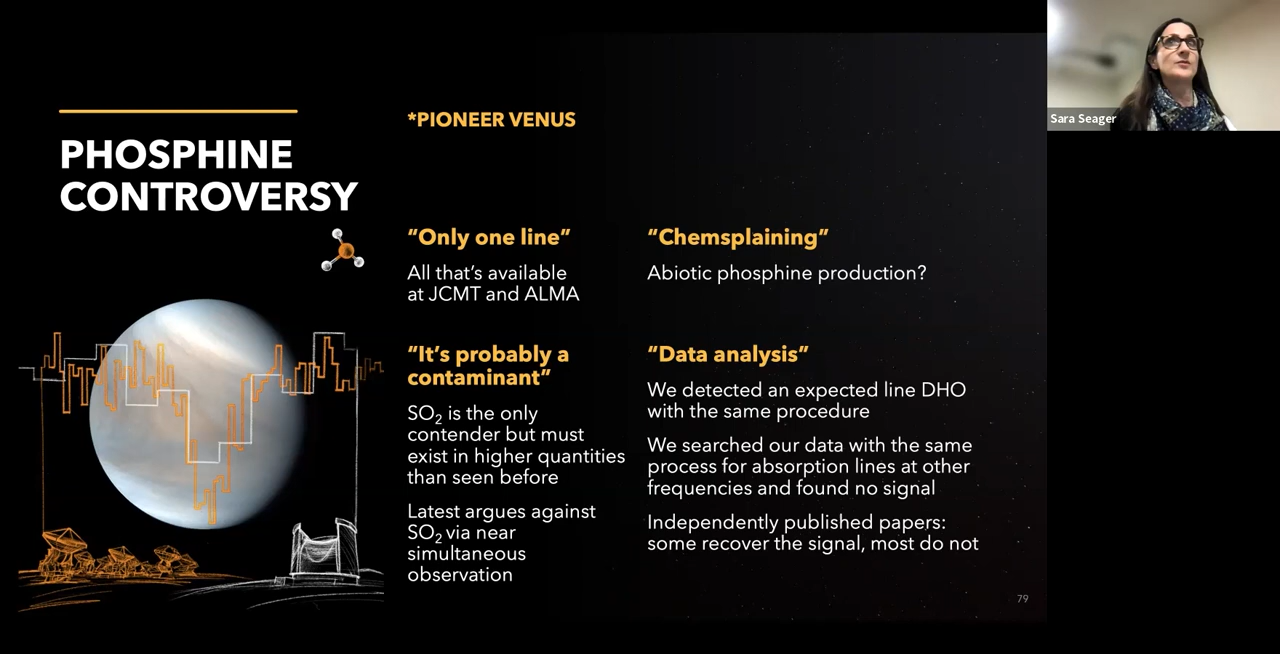 PHOSPHINE
CONTROVERSY
*PIONEER VENUS
“Only one line”
All that’s available
at JCMT and ALMA
“It’s probably a
contaminant”
SO₂ is the only
contender but must
exist in higher quantities
than seen before
Latest argues against
SO₂ via near
simultaneous
observation
“Chemsplaining”
Abiotic phosphine production?
“Data analysis”
We detected an expected line DHO
with the same procedure
We searched our data with the same
process for absorption lines at other
frequencies and found no signal
Independently published papers:
some recover the signal, most do not
79
Sara Seager